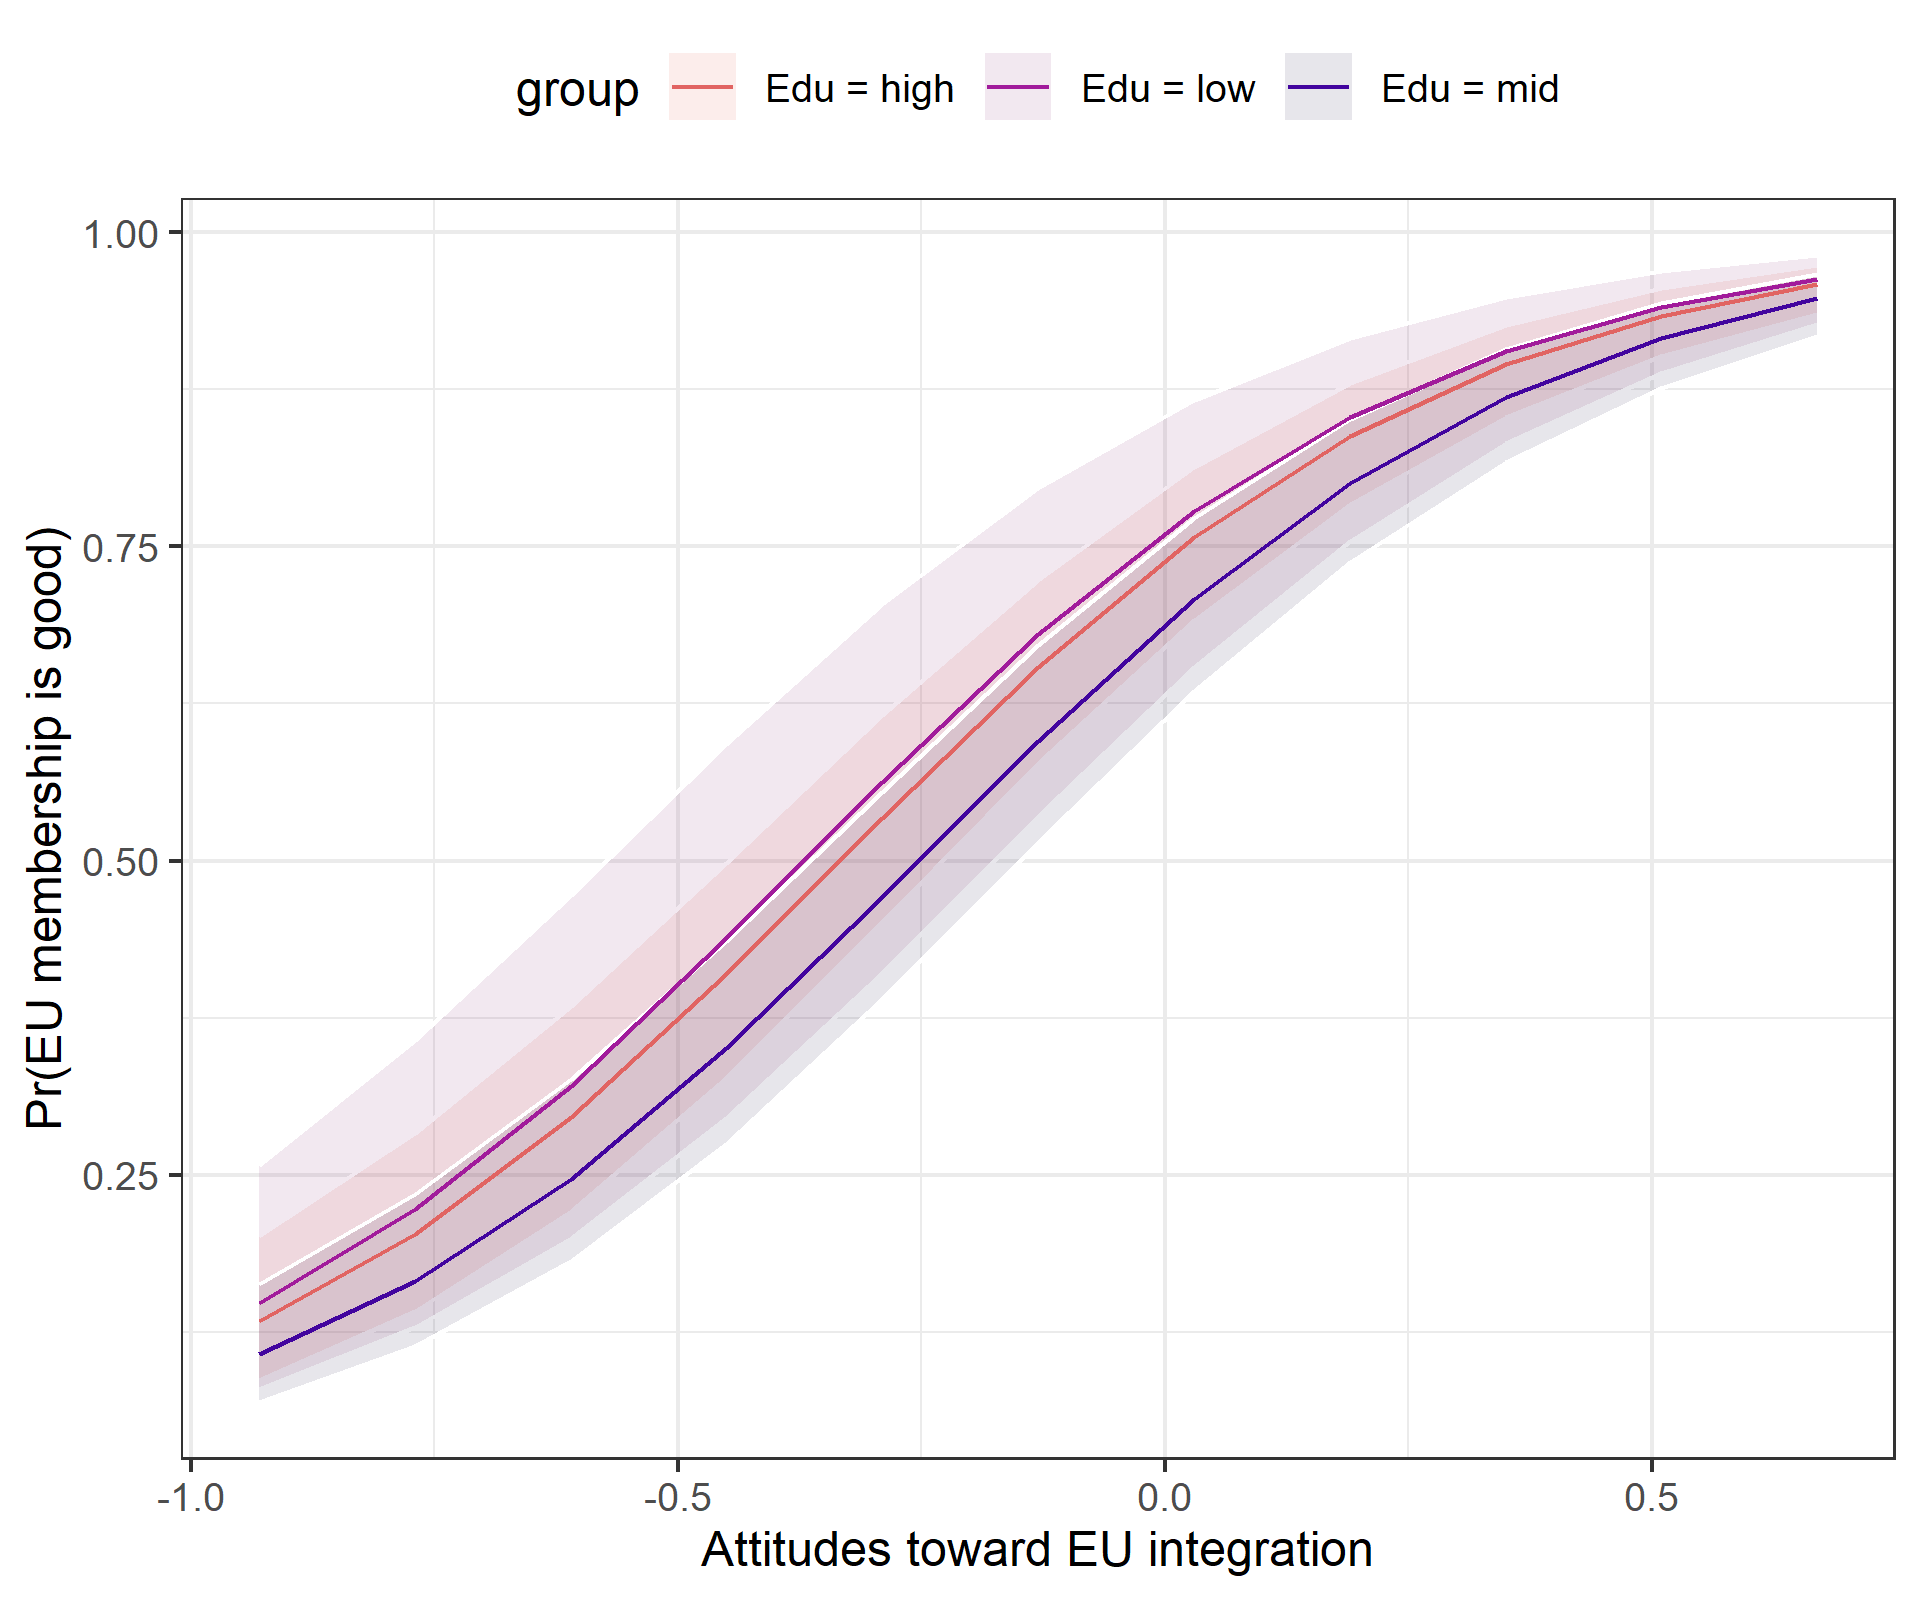 group Edu = high Edu = low Edu = mid
1.00
0.75
0.50
0.25
Pr(EU membership is good)
-1.0 -0.5 0.0 0.5
Attitudes toward EU integration